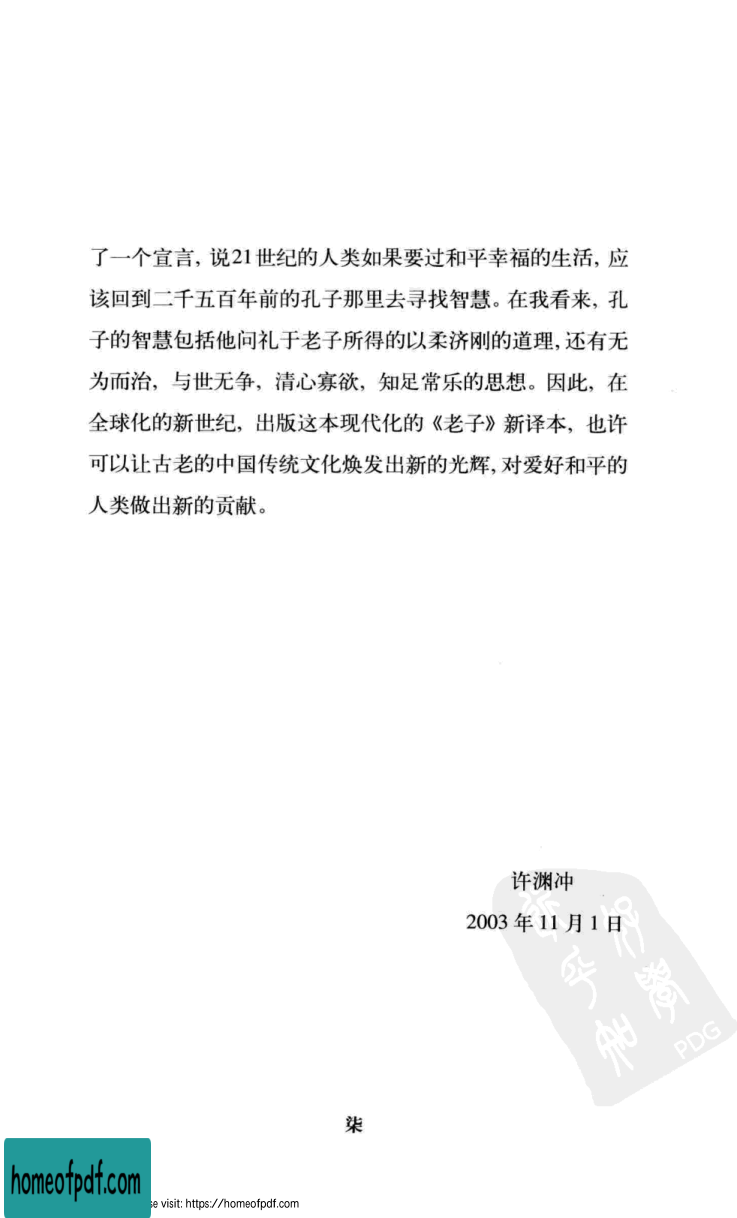 了一个宣言, 说21世纪的人类如果要过和平幸福的生活, 应
该回到二千五百年前的孔子那里去寻找智慧。在我看来, 孔
子的智慧包括他问礼于老子所得的以柔济刚的道理, 还有无
为而治, 与世无争, 清心寡欲, 知足常乐的思想。因此, 在
全球化的新世纪, 出版这本现代化的《老子》新译本, 也许
可以让古老的中国传统文化焕发出新的光辉, 对爱好和平的
人类做出新的贡献。
许渊冲
2003年11月1日
PDG
柒
homeofpdf.com
se visit: https://homeofpdf.com